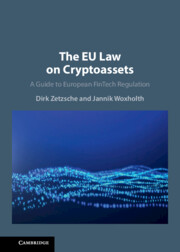 The EU Law
on Cryptoassets
A Guide to European FinTech Regulation
Dirk Zetzsche and Jannik Woxholth
CAMBRIDGE